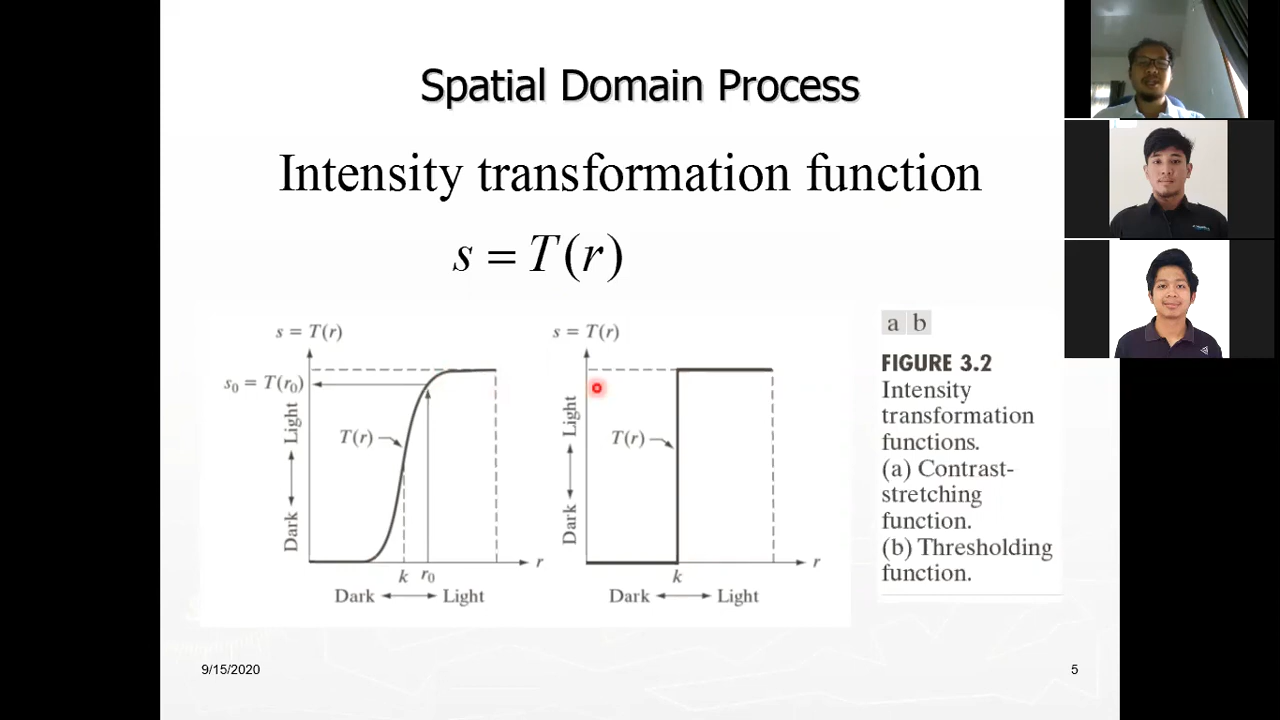 Spatial Domain Process
Intensity transformation function
s = T(r)
s = T(r)
s₀ = T(r₀)
T(r)
Dark
Light
k r₀
r
Dark
Light
s = T(r)
T(r)
Dark
Light
k
r
Dark
Light
a b
FIGURE 3.2
Intensity
transformation
functions.
(a) Contrast-
stretching
function.
(b) Thresholding
function.
9/15/2020
5